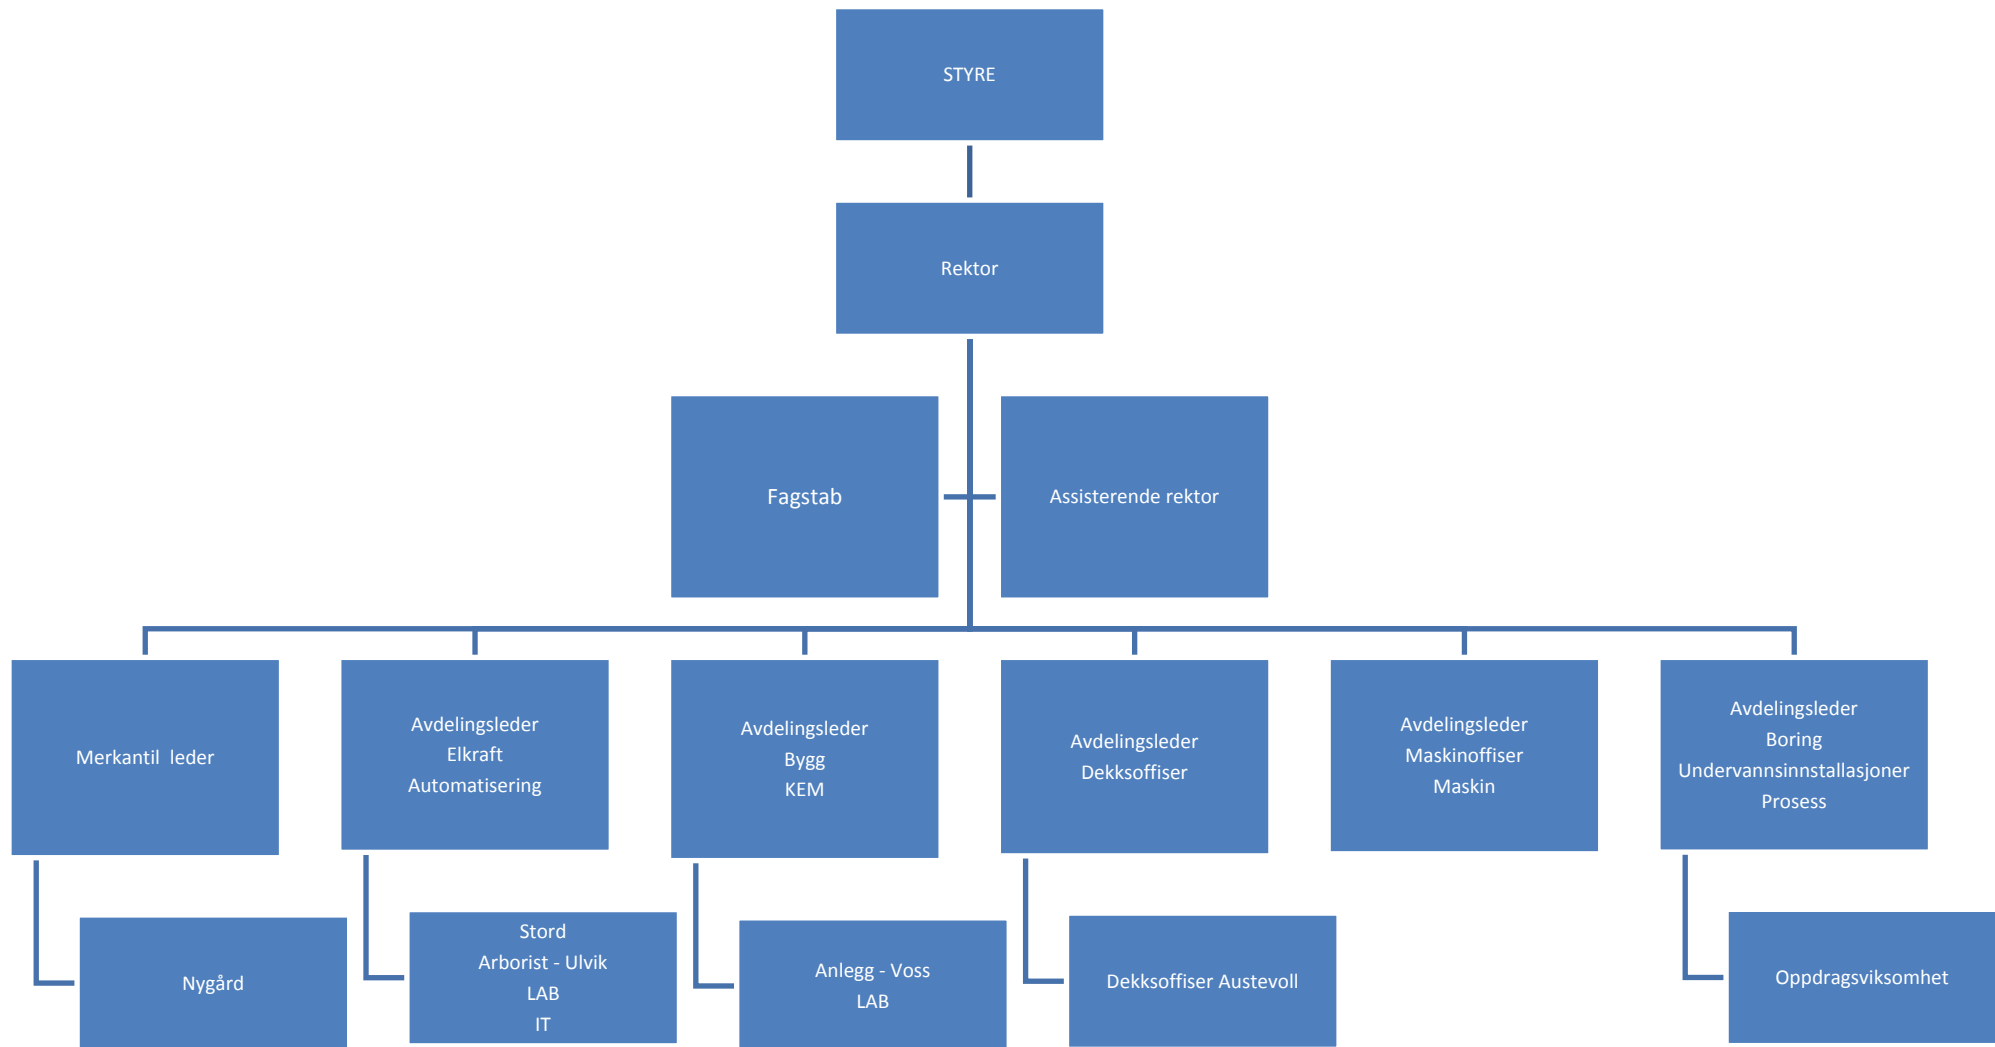 STYRE
Rektor
Fagstab
Assisterende rektor
Merkantil  leder
Avdelingsleder
Elkraft
Automatisering
Avdelingsleder
Bygg
KEM
Avdelingsleder
Dekksoffiser
Avdelingsleder
Maskinoffiser
Maskin
Avdelingsleder
Boring
Undervannsinnstallasjoner
Prosess
Nygård
Stord
Arborist - Ulvik
LAB
IT
Anlegg - Voss
LAB
Dekksoffiser Austevoll
Oppdragsviksomhet